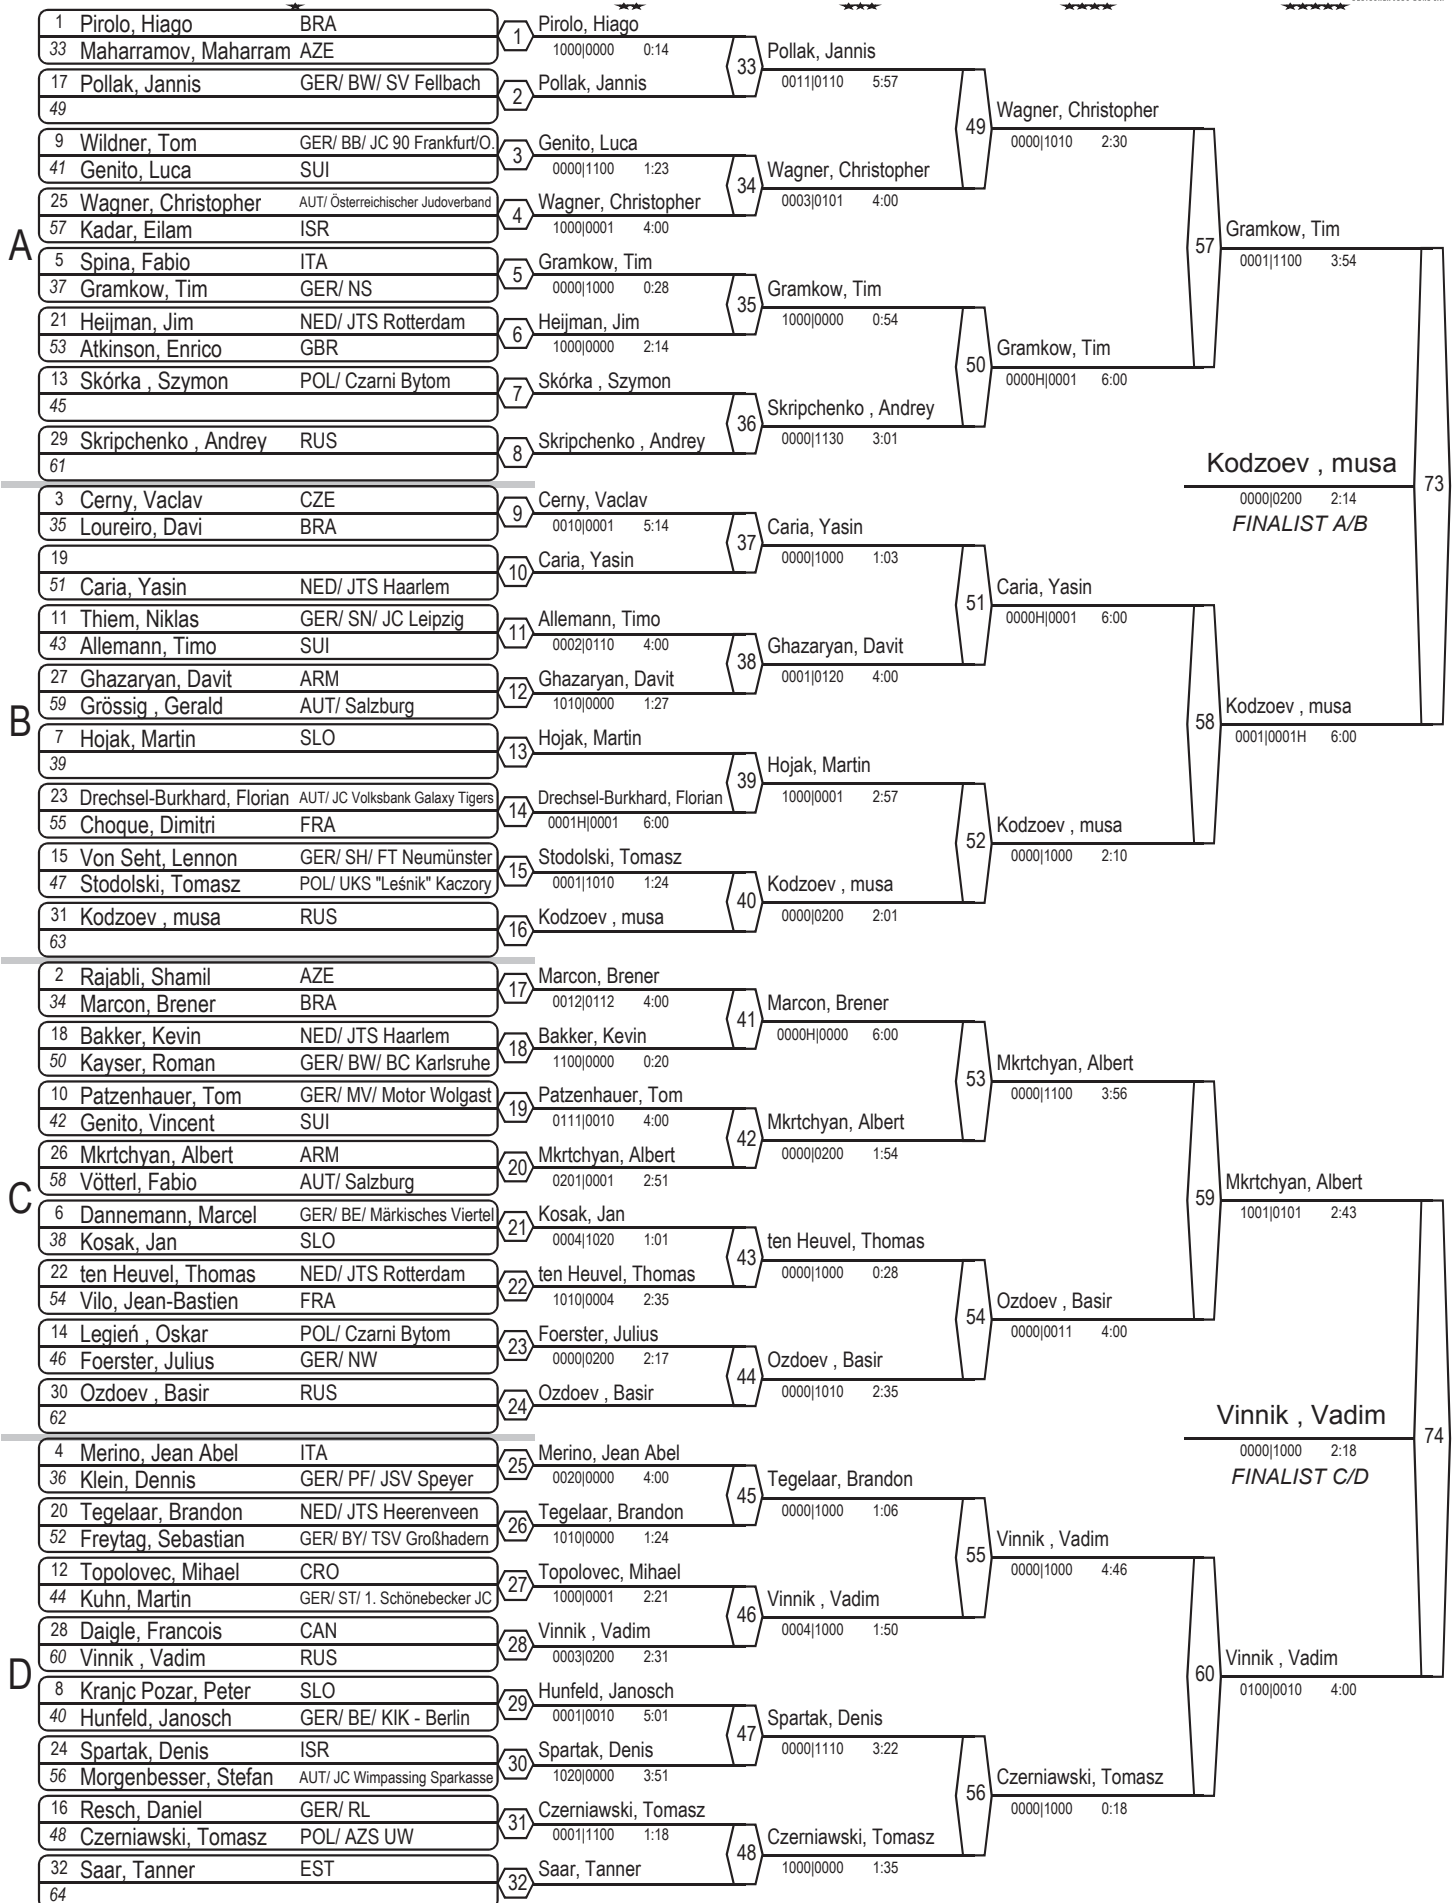 1 Pirolo, Hiago BRA
33 Maharramov, Maharram AZE
1
Pirolo, Hiago
1000|0000 0:14
17 Pollak, Jannis GER/ BW/ SV Fellbach
49
2
Pollak, Jannis
33
Pollak, Jannis
0011|0110 5:57
9 Wildner, Tom GER/ BB/ JC 90 Frankfurt/O.
41 Genito, Luca SUI
3
Genito, Luca
0000|1100 1:23
25 Wagner, Christopher AUT/ Österreichischer Judoverband
57 Kadar, Eilam ISR
4
Wagner, Christopher
1000|0001 4:00
34
Wagner, Christopher
0003|0101 4:00
49
Wagner, Christopher
0000|1010 2:30
A
5 Spina, Fabio ITA
37 Gramkow, Tim GER/ NS
5
Gramkow, Tim
0000|1000 0:28
21 Heijman, Jim NED/ JTS Rotterdam
53 Atkinson, Enrico GBR
6
Heijman, Jim
1000|0000 2:14
35
Gramkow, Tim
1000|0000 0:54
13 Skórka , Szymon POL/ Czarni Bytom
45
7
Skórka , Szymon
29 Skripchenko , Andrey RUS
61
8
Skripchenko , Andrey
36
Skripchenko , Andrey
0000|1130 3:01
50
Gramkow, Tim
0000H|0001 6:00
57
Gramkow, Tim
0001|1100 3:54
3 Cerny, Vaclav CZE
35 Loureiro, Davi BRA
9
Cerny, Vaclav
0010|0001 5:14
19
51 Caria, Yasin NED/ JTS Haarlem
10
Caria, Yasin
37
Caria, Yasin
0000|1000 1:03
11 Thiem, Niklas GER/ SN/ JC Leipzig
43 Allemann, Timo SUI
11
Allemann, Timo
0002|0110 4:00
27 Ghazaryan, Davit ARM
59 Grössig , Gerald AUT/ Salzburg
12
Ghazaryan, Davit
1010|0000 1:27
38
Ghazaryan, Davit
0001|0120 4:00
51
Caria, Yasin
0000H|0001 6:00
B
7 Hojak, Martin SLO
39
13
Hojak, Martin
23 Drechsel-Burkhard, Florian AUT/ JC Volksbank Galaxy Tigers
55 Choque, Dimitri FRA
14
Drechsel-Burkhard, Florian
0001H|0001 6:00
39
Hojak, Martin
1000|0001 2:57
15 Von Seht, Lennon GER/ SH/ FT Neumünster
47 Stodolski, Tomasz POL/ UKS "Leśnik" Kaczory
15
Stodolski, Tomasz
0001|1010 1:24
31 Kodzoev , musa RUS
63
16
Kodzoev , musa
40
Kodzoev , musa
0000|0200 2:01
52
Kodzoev , musa
0000|1000 2:10
58
Kodzoev , musa
0001|0001H 6:00
Kodzoev , musa
0000|0200 2:14
FINALIST A/B
73
2 Rajabli, Shamil AZE
34 Marcon, Brener BRA
17
Marcon, Brener
0012|0112 4:00
18 Bakker, Kevin NED/ JTS Haarlem
50 Kayser, Roman GER/ BW/ BC Karlsruhe
18
Bakker, Kevin
1100|0000 0:20
41
Marcon, Brener
0000H|0000 6:00
10 Patzenhauer, Tom GER/ MV/ Motor Wolgast
42 Genito, Vincent SUI
19
Patzenhauer, Tom
0111|0010 4:00
26 Mkrtchyan, Albert ARM
58 Vötterl, Fabio AUT/ Salzburg
20
Mkrtchyan, Albert
0201|0001 2:51
42
Mkrtchyan, Albert
0000|0200 1:54
53
Mkrtchyan, Albert
0000|1100 3:56
C
6 Dannemann, Marcel GER/ BE/ Märkisches Viertel
38 Kosak, Jan SLO
21
Kosak, Jan
0004|1020 1:01
22 ten Heuvel, Thomas NED/ JTS Rotterdam
54 Vilo, Jean-Bastien FRA
22
ten Heuvel, Thomas
1010|0004 2:35
43
ten Heuvel, Thomas
0000|1000 0:28
14 Legień , Oskar POL/ Czarni Bytom
46 Foerster, Julius GER/ NW
23
Foerster, Julius
0000|0200 2:17
30 Ozdoev , Basir RUS
62
24
Ozdoev , Basir
44
Ozdoev , Basir
0000|1010 2:35
54
Ozdoev , Basir
0000|0011 4:00
59
Mkrtchyan, Albert
1001|0101 2:43
4 Merino, Jean Abel ITA
36 Klein, Dennis GER/ PF/ JSV Speyer
25
Merino, Jean Abel
0020|0000 4:00
20 Tegelaar, Brandon NED/ JTS Heerenveen
52 Freytag, Sebastian GER/ BY/ TSV Großhadern
26
Tegelaar, Brandon
1010|0000 1:24
45
Tegelaar, Brandon
0000|1000 1:06
12 Topolovec, Mihael CRO
44 Kuhn, Martin GER/ ST/ 1. Schönebecker JC
27
Topolovec, Mihael
1000|0001 2:21
28 Daigle, Francois CAN
60 Vinnik , Vadim RUS
28
Vinnik , Vadim
0003|0200 2:31
46
Vinnik , Vadim
0004|1000 1:50
55
Vinnik , Vadim
0000|1000 4:46
D
8 Kranjc Pozar, Peter SLO
40 Hunfeld, Janosch GER/ BE/ KIK - Berlin
29
Hunfeld, Janosch
0001|0010 5:01
24 Spartak, Denis ISR
56 Morgenbesser, Stefan AUT/ JC Wimpassing Sparkasse
30
Spartak, Denis
1020|0000 3:51
47
Spartak, Denis
0000|1110 3:22
16 Resch, Daniel GER/ RL
48 Czerniawski, Tomasz POL/ AZS UW
31
Czerniawski, Tomasz
0001|1100 1:18
32 Saar, Tanner EST
64
32
Saar, Tanner
48
Czerniawski, Tomasz
1000|0000 1:35
56
Czerniawski, Tomasz
0000|1000 0:18
60
Vinnik , Vadim
0100|0010 4:00
Vinnik , Vadim
0000|1000 2:18
FINALIST C/D
74